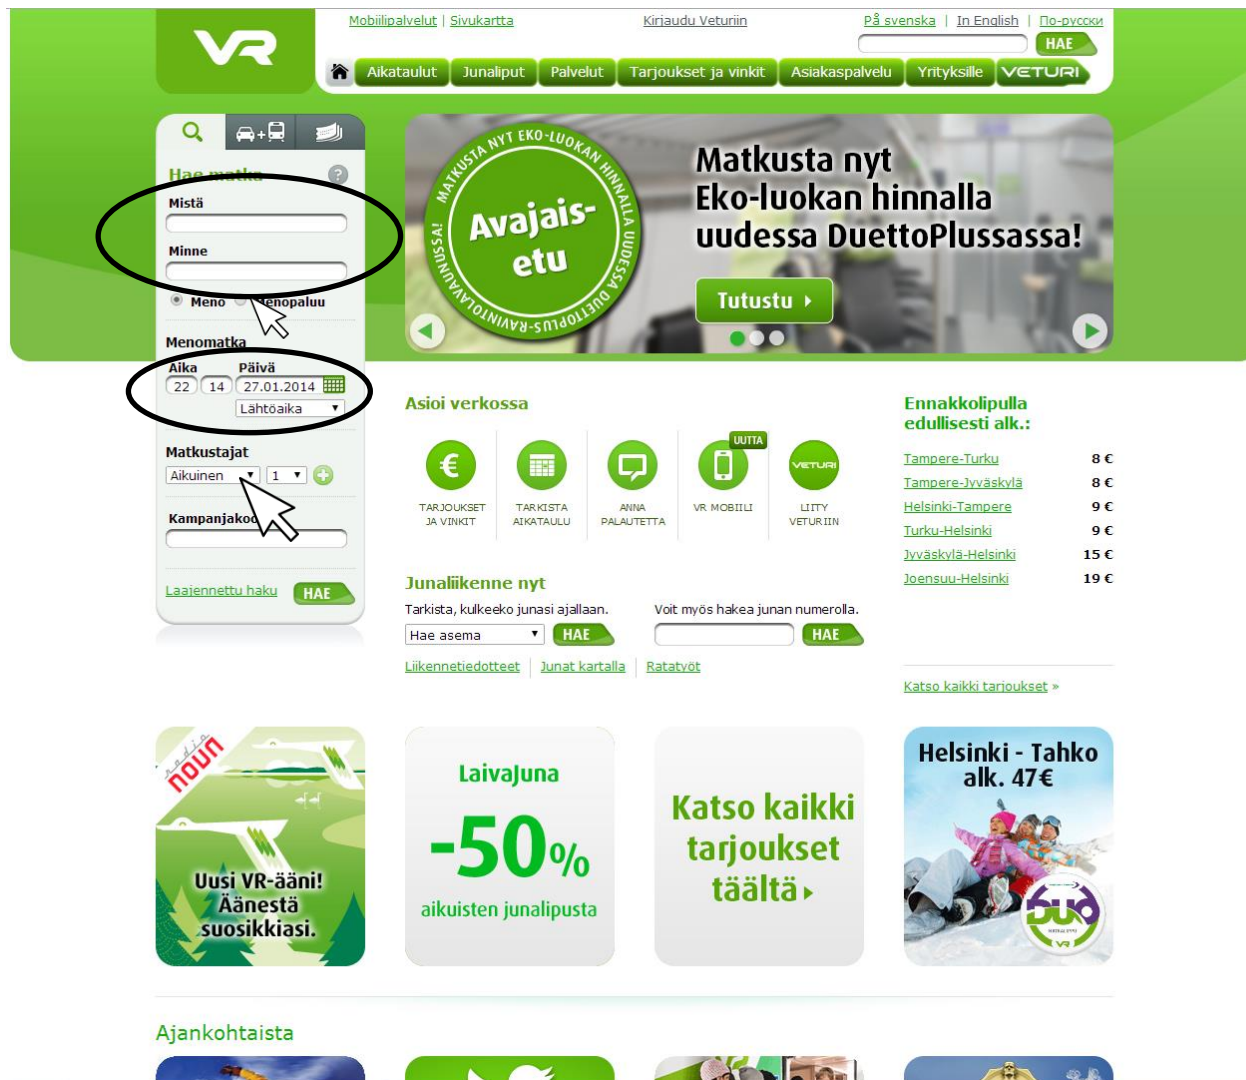 VR
Mobiilipalvelut | Sivukartta
Kirjaudu Veturiin
På svenska | In English | По-русски
HAE
Aikataulut Junaliput Palvelut Tarjoukset ja vinkit Asiakaspalvelu Yrityksille VETURI
Hae matka ?
Mistä
Minne
Meno Menopaluu
Menomatka
Aika Päivä
22 14 27.01.2014
Lähtöaika
Matkustajat
Aikuinen 1
Kampanjakoo
Laajennettu haku HAE
MATKUSTA NYT EKO-LUOKAN HINNALLA UUDESSA DUETTOPLUS-RAVINTOLAVAUNUSSA!
Avajais-
etu
Matkusta nyt
Eko-luokan hinnalla
uudessa DuettoPlussassa!
Tutustu
Asioi verkossa
UUTTA
VETURI
TARJOUKSET
JA VINKIT
TARKISTA
AIKATAULU
ANNA
PALAUTETTA
VR MOBIILI
LIITY
VETURIIN
Junaliikenne nyt
Tarkista, kulkeeko junasi ajallaan.
Hae asema HAE
Voit myös hakea junan numerolla.
HAE
Liikennetiedotteet | Junat kartalla | Ratatyöt
Ennakkolipulla
edullisesti alk.:
Tampere-Turku 8 €
Tampere-Jyväskylä 8 €
Helsinki-Tampere 9 €
Turku-Helsinki 9 €
Jyväskylä-Helsinki 15 €
Joensuu-Helsinki 19 €
Katso kaikki tarjoukset »
radio
NOUN
Uusi VR-ääni!
Äänestä
suosikkiasi.
LaivaJuna
-50%
aikuisten junalipusta
Katso kaikki
tarjoukset
täältä
Helsinki - Tahko
alk. 47€
DUO
VR
Ajankohtaista